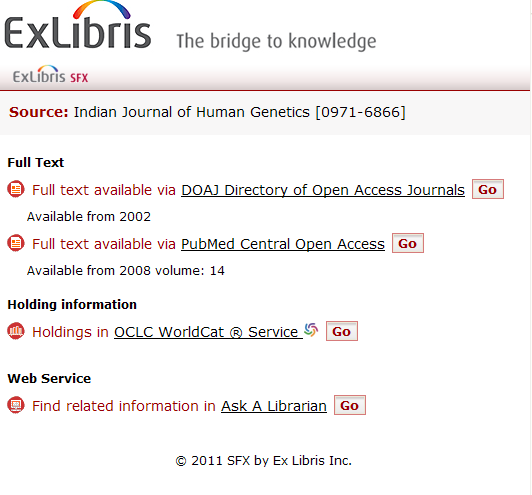 ExLibris The bridge to knowledge
ExLibris SFX
Source: Indian Journal of Human Genetics [0971-6866]
Full Text
Full text available via DOAJ Directory of Open Access Journals Go
Available from 2002
Full text available via PubMed Central Open Access Go
Available from 2008 volume: 14
Holding information
Holdings in OCLC WorldCat ® Service Go
Web Service
Find related information in Ask A Librarian Go
© 2011 SFX by Ex Libris Inc.